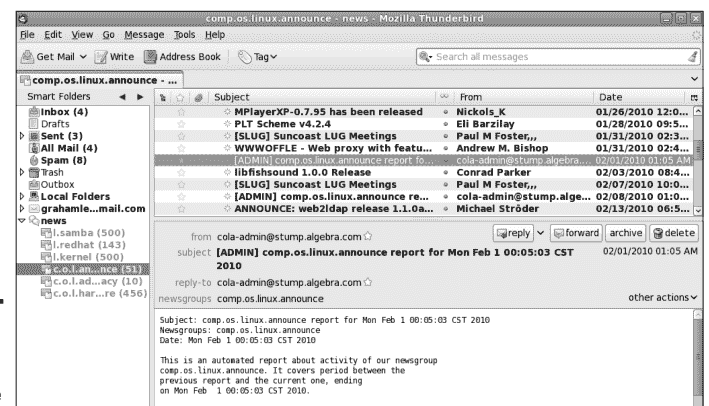 comp.os.linux.announce - news - Mozilla Thunderbird
File Edit View Go Message Tools Help
Get Mail Write Address Book Tag Search all messages
comp.os.linux.announce - ...
Smart Folders Subject From Date
Inbox (4)
Drafts
Sent (3)
All Mail (4)
Spam (8)
Trash
Outbox
Local Folders
grahamle...mail.com
news
l.samba (500)
l.redhat (143)
l.kernel (500)
c.o.l.an...nce (51)
c.o.l.ad...acy (10)
c.o.l.har...re (456)
MPlayerXP-0.7.95 has been released Nickols_K 01/26/2010 12:0...
PLT Scheme v4.2.4 Eli Barzilay 01/28/2010 09:5...
[SLUG] Suncoast LUG Meetings Paul M Foster,,, 01/31/2010 02:3...
WWWOFFLE - Web proxy with featu... Andrew M. Bishop 01/31/2010 02:4...
[ADMIN] comp.os.linux.announce report fo... cola-admin@stump.algebra.... 02/01/2010 01:05 AM
libfishsound 1.0.0 Release Conrad Parker 02/03/2010 08:4...
[SLUG] Suncoast LUG Meetings Paul M Foster,,, 02/07/2010 10:0...
[ADMIN] comp.os.linux.announce re... cola-admin@stump.alge... 02/08/2010 01:0...
ANNOUNCE: web2ldap release 1.1.0a... Michael Ströder 02/13/2010 06:5...
from cola-admin@stump.algebra.com reply forward archive delete
subject [ADMIN] comp.os.linux.announce report for Mon Feb 1 00:05:03 CST 02/01/2010 01:05 AM
2010
reply-to cola-admin@stump.algebra.com
newsgroups comp.os.linux.announce other actions
Subject: comp.os.linux.announce report for Mon Feb 1 00:05:03 CST 2010
Newsgroups: comp.os.linux.announce
Date: Mon Feb 1 00:05:03 CST 2010
This is an automated report about activity of our newsgroup
comp.os.linux.announce. It covers period between the
previous report and the current one, ending
on Mon Feb 1 00:05:03 CST 2010.